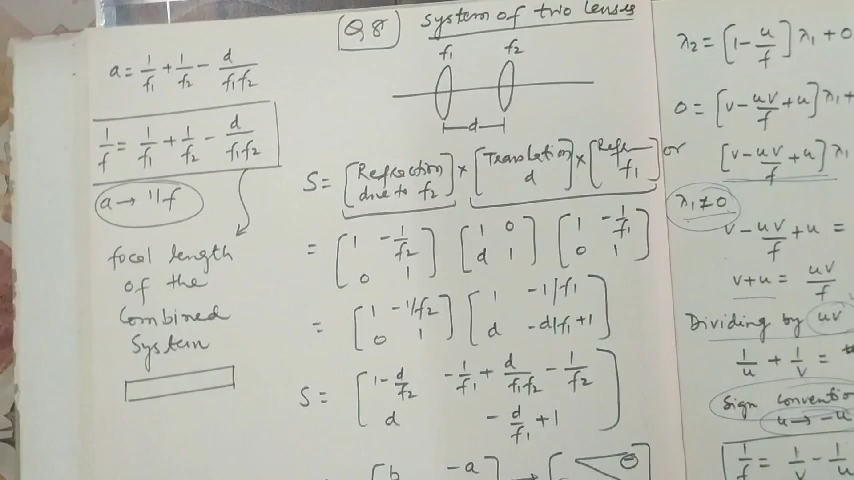 Q8 System of two lenses
f₁ f₂
d
S = [Refraction due to f₂] × [Translation d] × [Refr f₁]
= [1 -1/f₂; 0 1] [1 0; d 1] [1 -1/f₁; 0 1]
= [1 -1/f₂; 0 1] [1 -1/f₁; d -d/f₁+1]
S = [1-d/f₂ -1/f₁ + d/f₁f₂ - 1/f₂; d -d/f₁+1]
[b -a]
a = 1/f₁ + 1/f₂ - d/f₁f₂
1/f = 1/f₁ + 1/f₂ - d/f₁f₂
a → 1/f
focal length
of the
Combined
System
λ₂ = [1 - u/f] λ₁ + 0
0 = [v - uv/f + u] λ₁ +
or [v - uv/f + u] λ₁
λ₁ ≠ 0
v - uv/f + u =
v + u = uv/f
Dividing by uv
1/u + 1/v =
Sign convention
u → -u
1/f = 1/v - 1/u